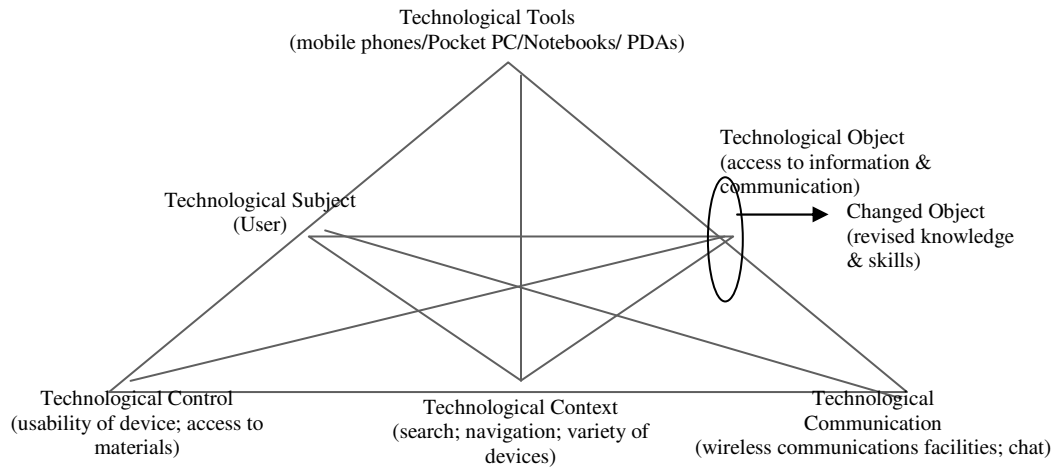 Technological Tools
(mobile phones/Pocket PC/Notebooks/ PDAs)
Technological Object
(access to information &
communication)
Technological Subject
(User)
Changed Object
(revised knowledge
& skills)
Technological Control
(usability of device; access to
materials)
Technological Context
(search; navigation; variety of
devices)
Technological
Communication
(wireless communications facilities; chat)